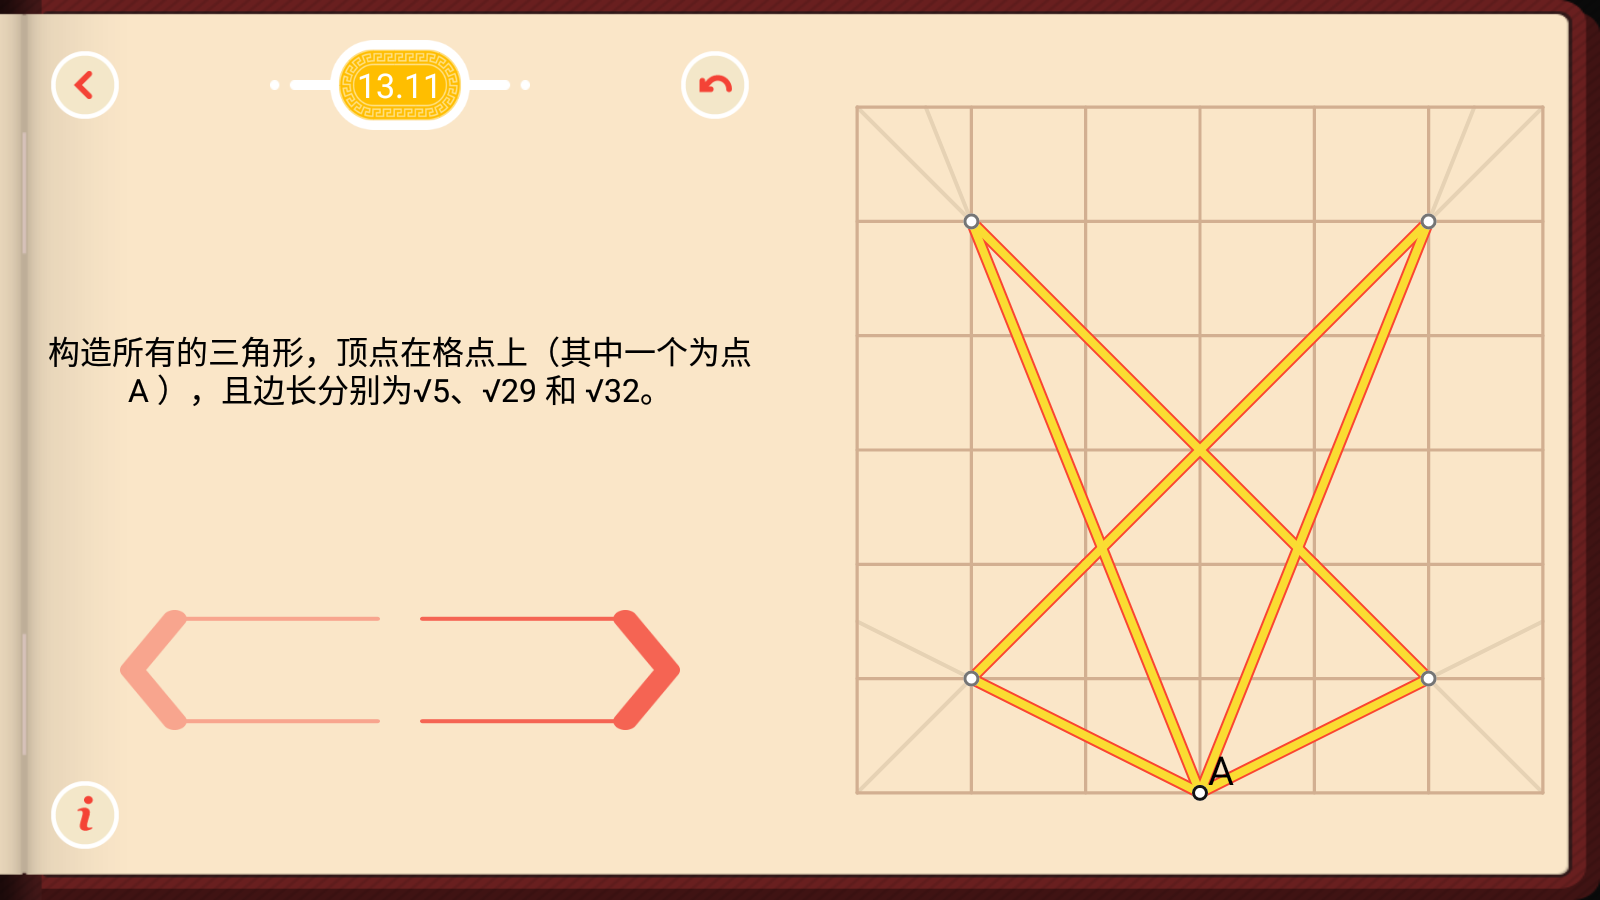 13.11
构造所有的三角形，顶点在格点上（其中一个为点
A ），且边长分别为√5、√29 和 √32。
A
i